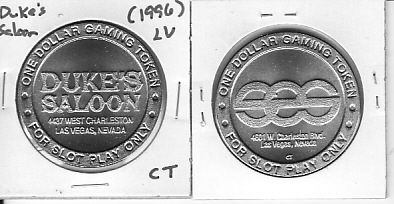 Duke's
Saloon
(1996)
LV
ONE DOLLAR GAMING TOKEN
DUKE'S
SALOON
4437 WEST CHARLESTON
LAS VEGAS, NEVADA
FOR SLOT PLAY ONLY
CT
ONE DOLLAR GAMING TOKEN
4601 W. Charleston Blvd.
Las Vegas, Nevada
CT
FOR SLOT PLAY ONLY